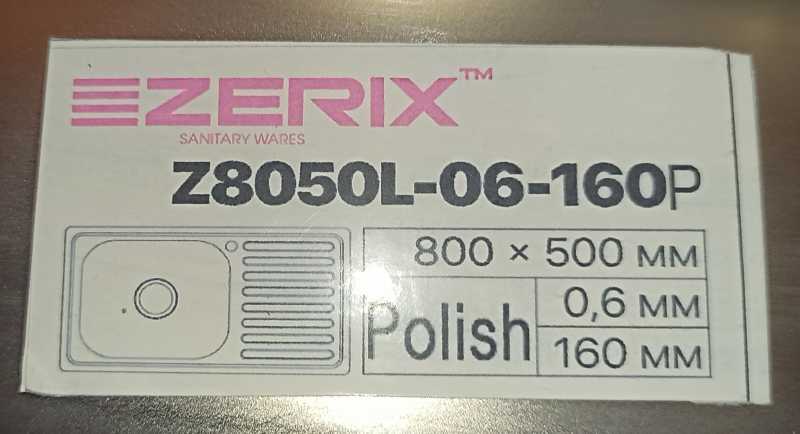 ZERIX™
SANITARY WARES
Z8050L-06-160P
800 × 500 мм
Polish
0,6 мм
160 мм